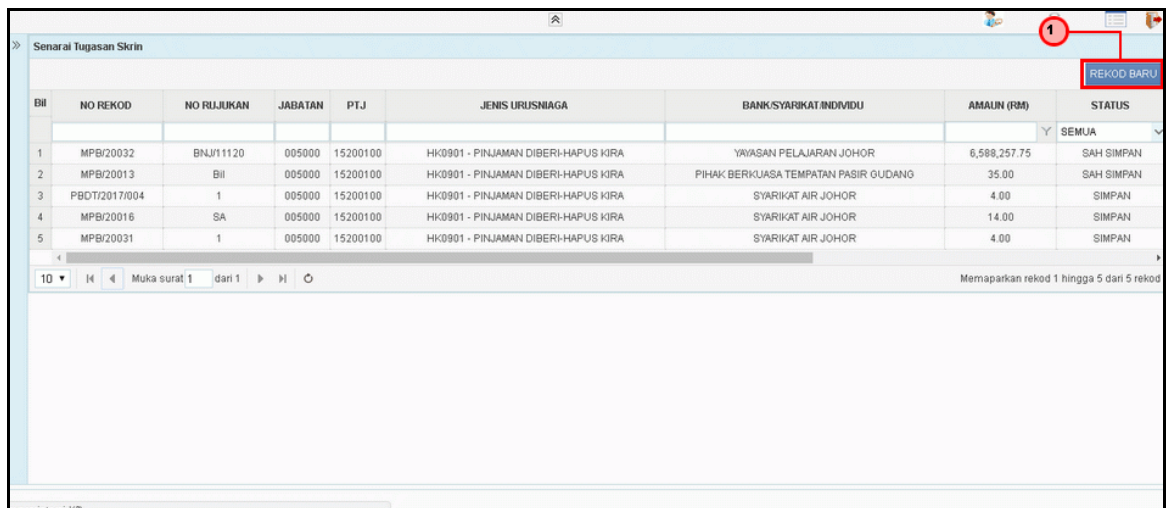 1
Senarai Tugasan Skrin
REKOD BARU
Bil NO REKOD NO RUJUKAN JABATAN PTJ JENIS URUSNIAGA BANK/SYARIKAT/INDIVIDU AMAUN (RM) STATUS
SEMUA
1 MPB/20032 BNJ/11120 005000 15200100 HK0901 - PINJAMAN DIBERI-HAPUS KIRA YAYASAN PELAJARAN JOHOR 6,588,257.75 SAH SIMPAN
2 MPB/20013 Bil 005000 15200100 HK0901 - PINJAMAN DIBERI-HAPUS KIRA PIHAK BERKUASA TEMPATAN PASIR GUDANG 35.00 SAH SIMPAN
3 PBDT/2017/004 1 005000 15200100 HK0901 - PINJAMAN DIBERI-HAPUS KIRA SYARIKAT AIR JOHOR 4.00 SIMPAN
4 MPB/20016 SA 005000 15200100 HK0901 - PINJAMAN DIBERI-HAPUS KIRA SYARIKAT AIR JOHOR 14.00 SIMPAN
5 MPB/20031 1 005000 15200100 HK0901 - PINJAMAN DIBERI-HAPUS KIRA SYARIKAT AIR JOHOR 4.00 SIMPAN
10 Muka surat 1 dari 1 Memaparkan rekod 1 hingga 5 dari 5 rekod